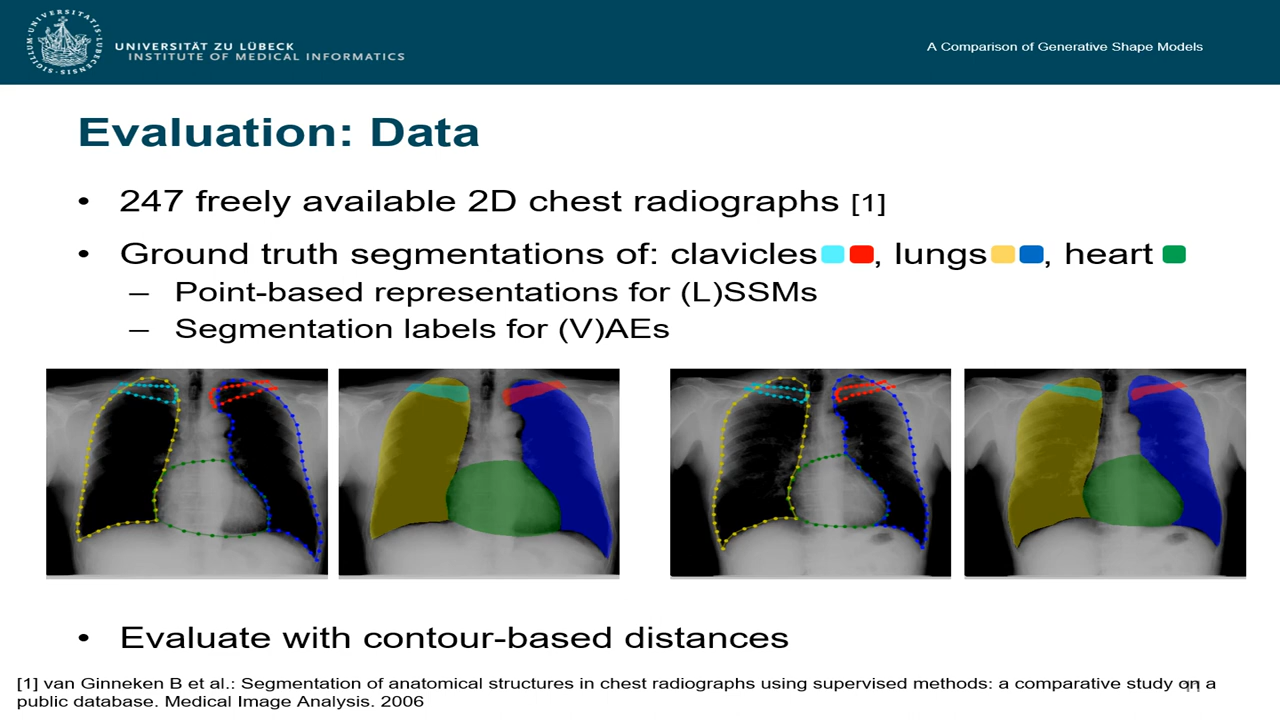 UNIVERSITÄT ZU LÜBECK
INSTITUTE OF MEDICAL INFORMATICS
A Comparison of Generative Shape Models
Evaluation: Data
• 247 freely available 2D chest radiographs [1]
• Ground truth segmentations of: clavicles, lungs, heart
– Point-based representations for (L)SSMs
– Segmentation labels for (V)AEs
• Evaluate with contour-based distances
[1] van Ginneken B et al.: Segmentation of anatomical structures in chest radiographs using supervised methods: a comparative study on a
public database. Medical Image Analysis. 2006